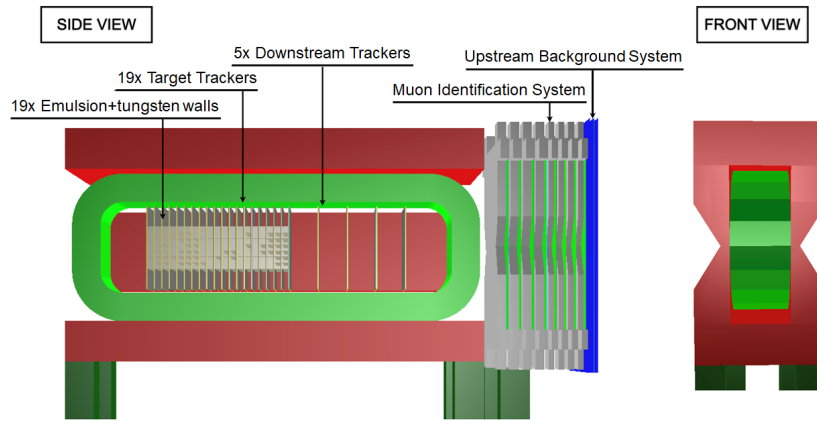 SIDE VIEW
FRONT VIEW
5x Downstream Trackers
Upstream Background System
19x Target Trackers
Muon Identification System
19x Emulsion+tungsten walls